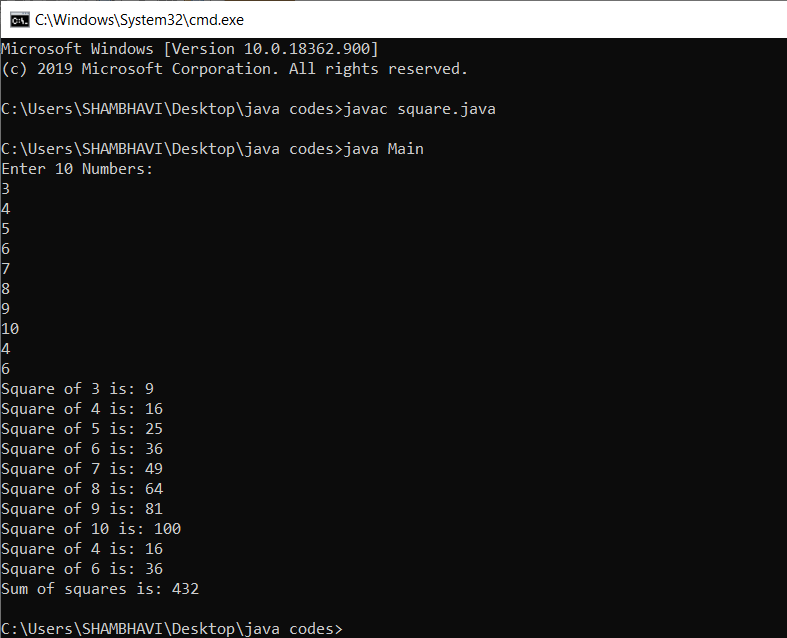 C:\Windows\System32\cmd.exe
Microsoft Windows [Version 10.0.18362.900]
(c) 2019 Microsoft Corporation. All rights reserved.
C:\Users\SHAMBHAVI\Desktop\java codes>javac square.java
C:\Users\SHAMBHAVI\Desktop\java codes>java Main
Enter 10 Numbers:
3
4
5
6
7
8
9
10
4
6
Square of 3 is: 9
Square of 4 is: 16
Square of 5 is: 25
Square of 6 is: 36
Square of 7 is: 49
Square of 8 is: 64
Square of 9 is: 81
Square of 10 is: 100
Square of 4 is: 16
Square of 6 is: 36
Sum of squares is: 432
C:\Users\SHAMBHAVI\Desktop\java codes>